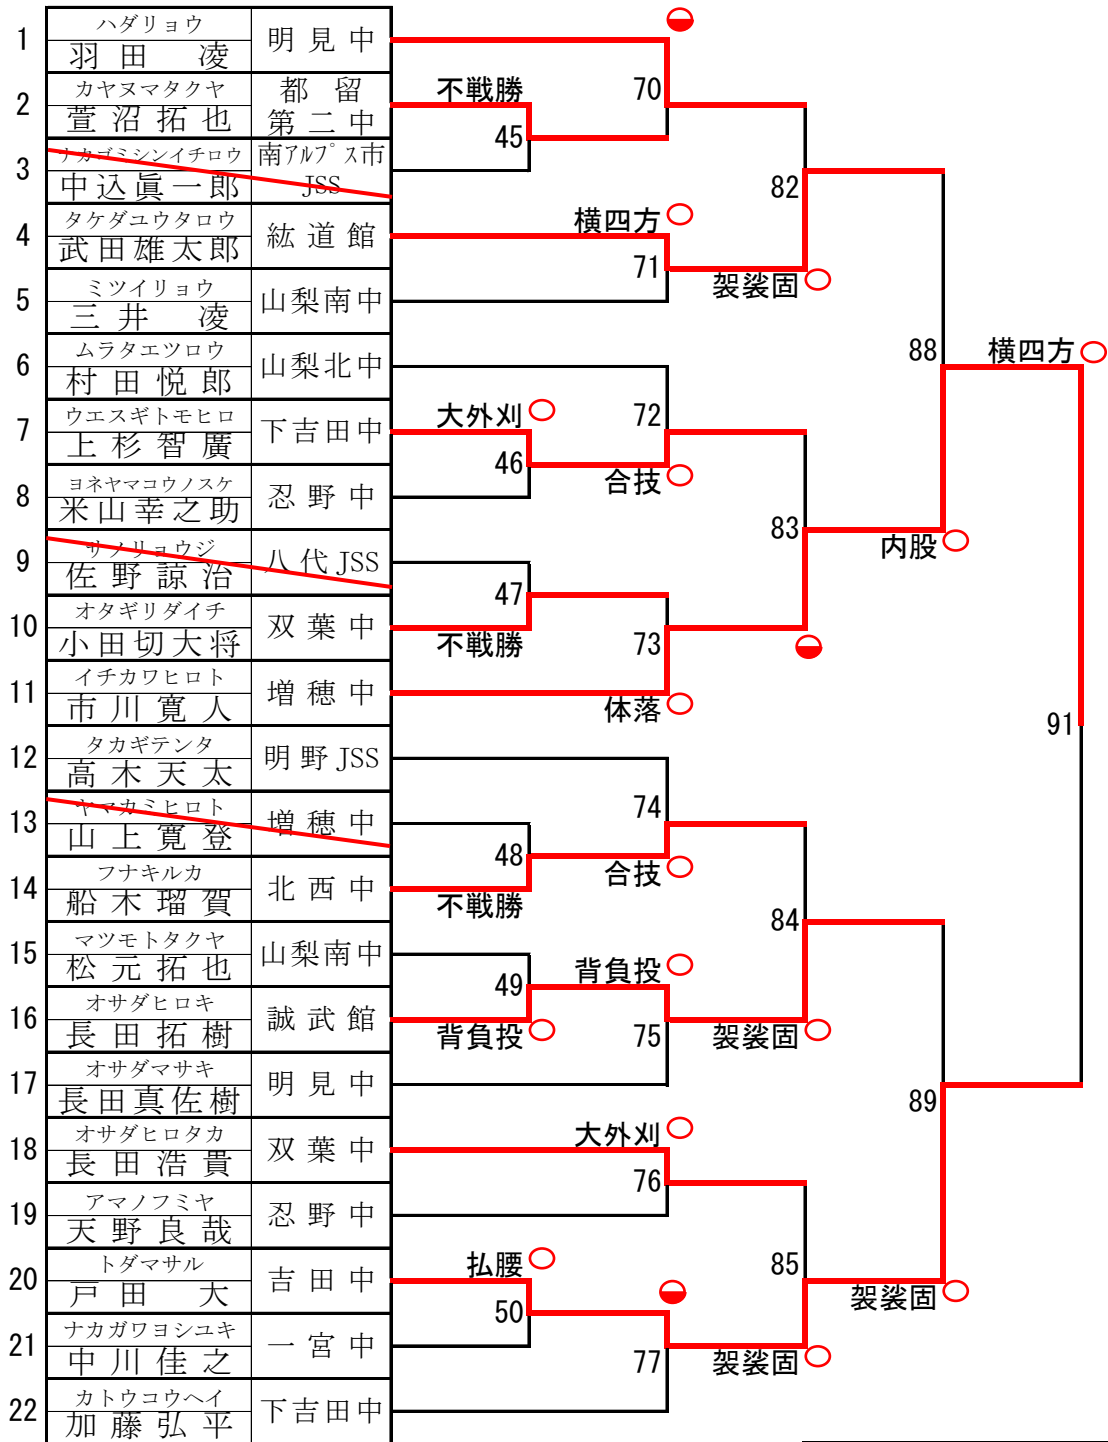 1
ハダリョウ
羽田 凌
明見中
2
カヤヌマタクヤ
萱沼拓也
都留
第二中
3
ナカゴミシンイチロウ
中込眞一郎
南アルプス市
JSS
4
タケダユウタロウ
武田雄太郎
紘道館
5
ミツイリョウ
三井 凌
山梨南中
6
ムラタエツロウ
村田悦郎
山梨北中
7
ウエスギトモヒロ
上杉智廣
下吉田中
8
ヨネヤマコウノスケ
米山幸之助
忍野中
9
サノリョウジ
佐野諒治
八代JSS
10
オタギリダイチ
小田切大将
双葉中
11
イチカワヒロト
市川寛人
増穂中
12
タカギテンタ
高木天太
明野JSS
13
ヤマカミヒロト
山上寛登
増穂中
14
フナキルカ
船木瑠賀
北西中
15
マツモトタクヤ
松元拓也
山梨南中
16
オサダヒロキ
長田拓樹
誠武館
17
オサダマサキ
長田真佐樹
明見中
18
オサダヒロタカ
長田浩貴
双葉中
19
アマノフミヤ
天野良哉
忍野中
20
トダマサル
戸田 大
吉田中
21
ナカガワヨシユキ
中川佳之
一宮中
22
カトウコウヘイ
加藤弘平
下吉田中
不戦勝
45
大外刈
46
47
不戦勝
48
不戦勝
49
背負投
払腰
50
70
横四方
71
72
合技
73
体落
74
合技
背負投
75
大外刈
76
77
82
袈裟固
83
84
袈裟固
85
袈裟固
88
内股
89
袈裟固
横四方
91